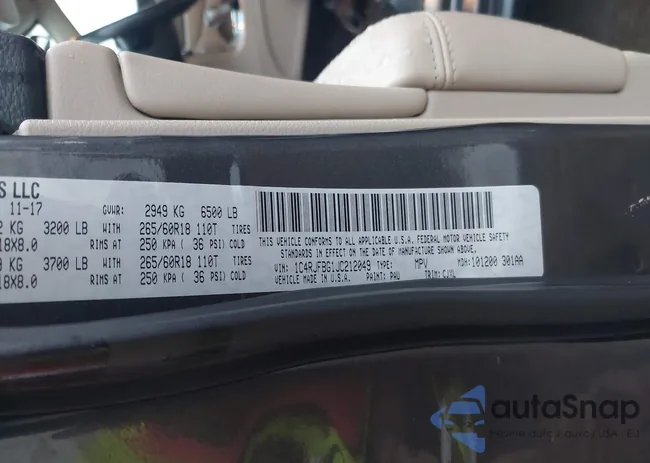 S LLC
11-17 GVWR: 2949 KG 6500 LB
KG 3200 LB WITH 265/60R18 110T TIRES
18X8.0 RIMS AT 250 KPA ( 36 PSI) COLD
KG 3700 LB WITH 265/60R18 110T TIRES
18X8.0 RIMS AT 250 KPA ( 36 PSI) COLD
THIS VEHICLE CONFORMS TO ALL APPLICABLE U.S.A. FEDERAL MOTOR VEHICLE SAFETY
STANDARDS IN EFFECT ON THE DATE OF MANUFACTURE SHOWN ABOVE.
VIN: 1C4RJFBG1JC212049 TYPE: MPV MDH: 101200 301AA
VEHICLE MADE IN U.S.A. PAINT: PAU TRIM: CJXL
autoSnap